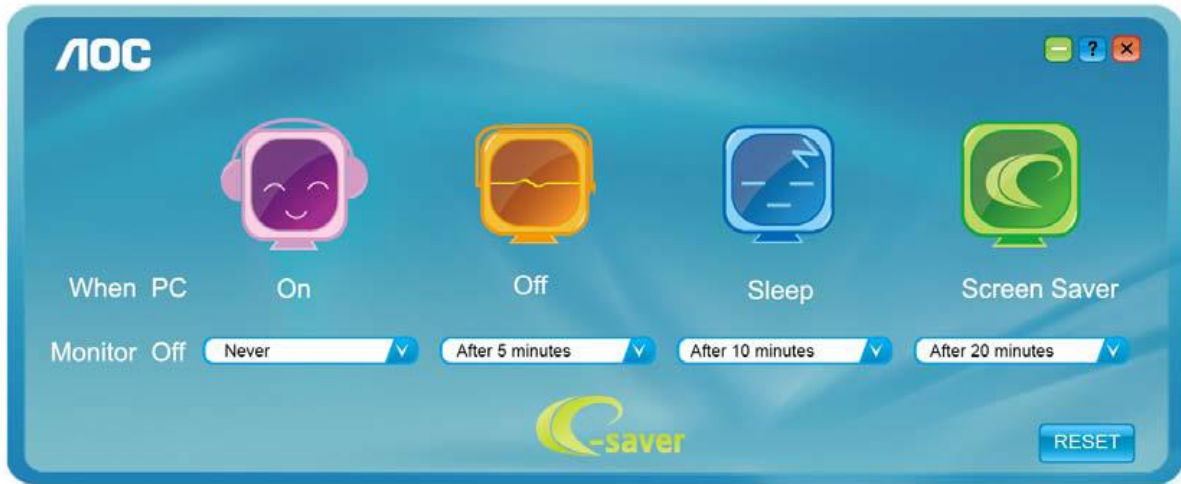 AOC
?
When PC On Off Sleep Screen Saver
Monitor Off Never After 5 minutes After 10 minutes After 20 minutes
e-saver
RESET